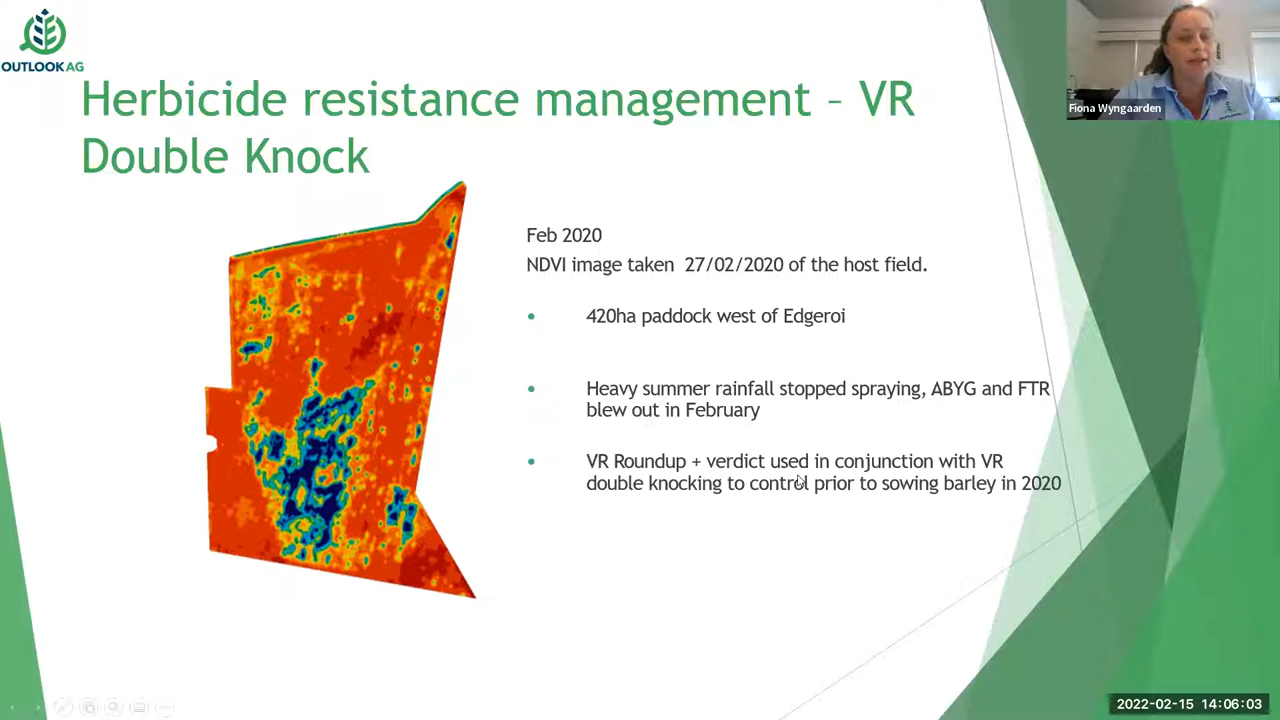 OUTLOOKAG
Herbicide resistance management – VR
Double Knock
Fiona Wyngaarden
Feb 2020
NDVI image taken 27/02/2020 of the host field.
• 420ha paddock west of Edgeroi
• Heavy summer rainfall stopped spraying, ABYG and FTR
blew out in February
• VR Roundup + verdict used in conjunction with VR
double knocking to control prior to sowing barley in 2020
2022-02-15 14:06:03